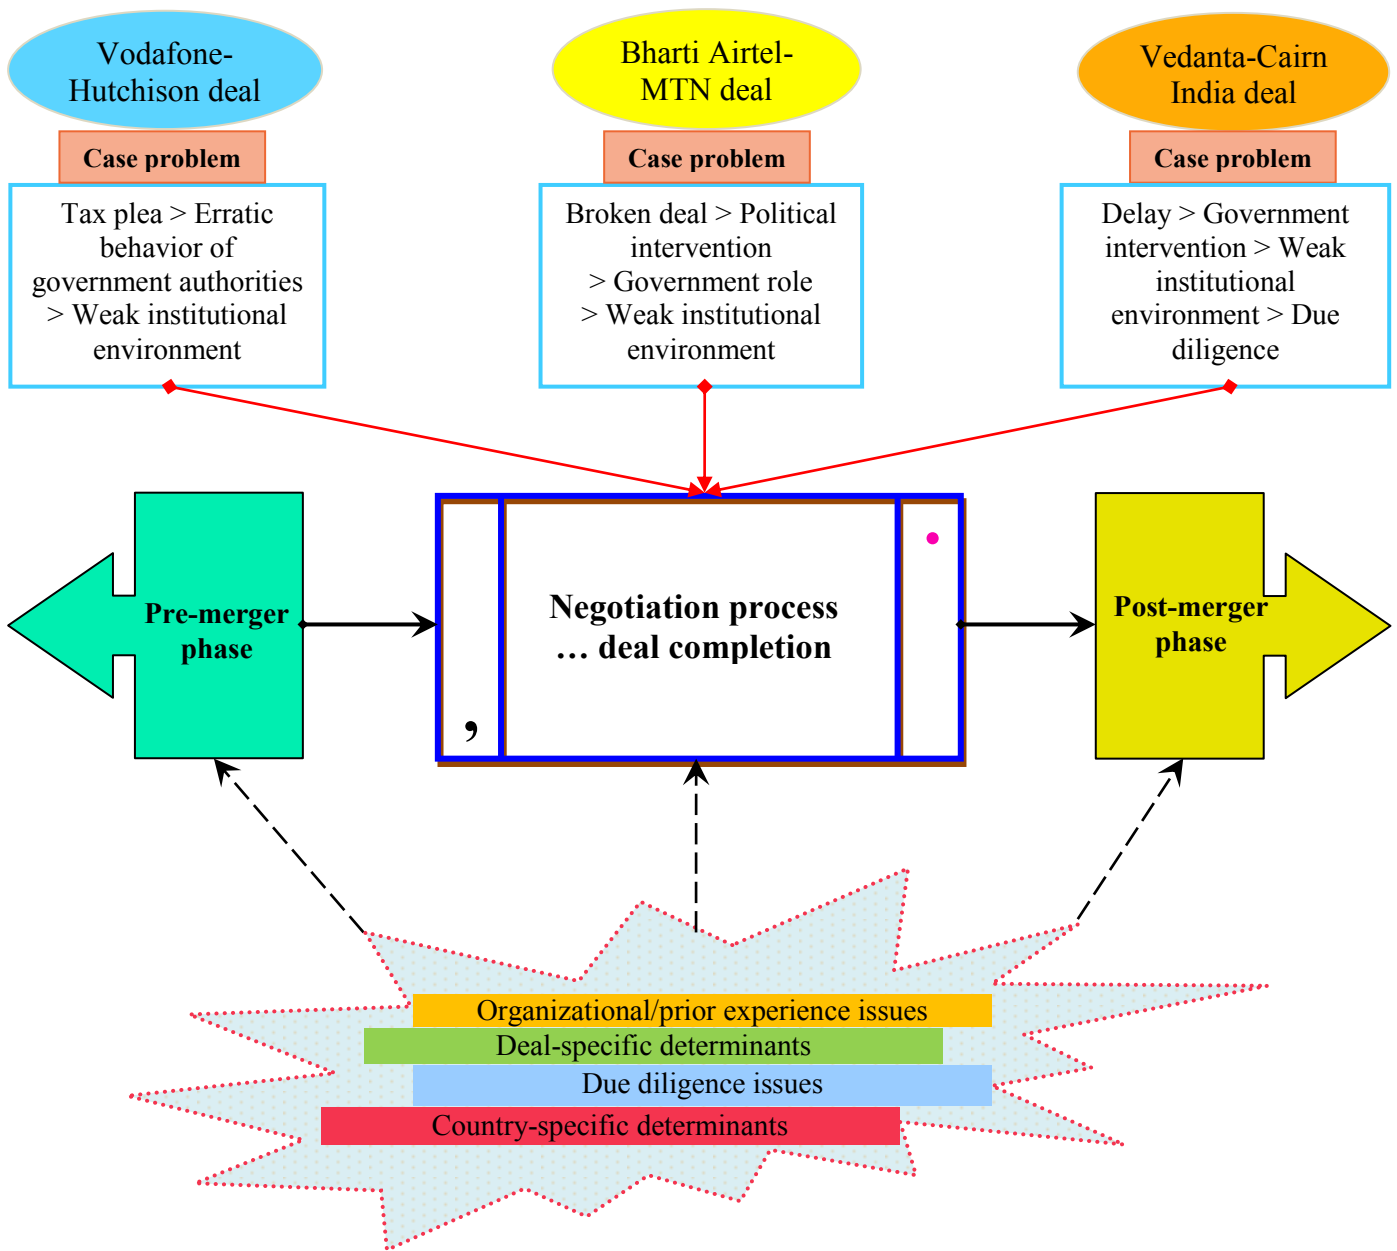 Vodafone-
Hutchison deal
Bharti Airtel-
MTN deal
Vedanta-Cairn
India deal
Case problem
Case problem
Case problem
Tax plea > Erratic
behavior of
government authorities
> Weak institutional
environment
Broken deal > Political
intervention
> Government role
> Weak institutional
environment
Delay > Government
intervention > Weak
institutional
environment > Due
diligence
Pre-merger
phase
,
Negotiation process
… deal completion
.
Post-merger
phase
Organizational/prior experience issues
Deal-specific determinants
Due diligence issues
Country-specific determinants